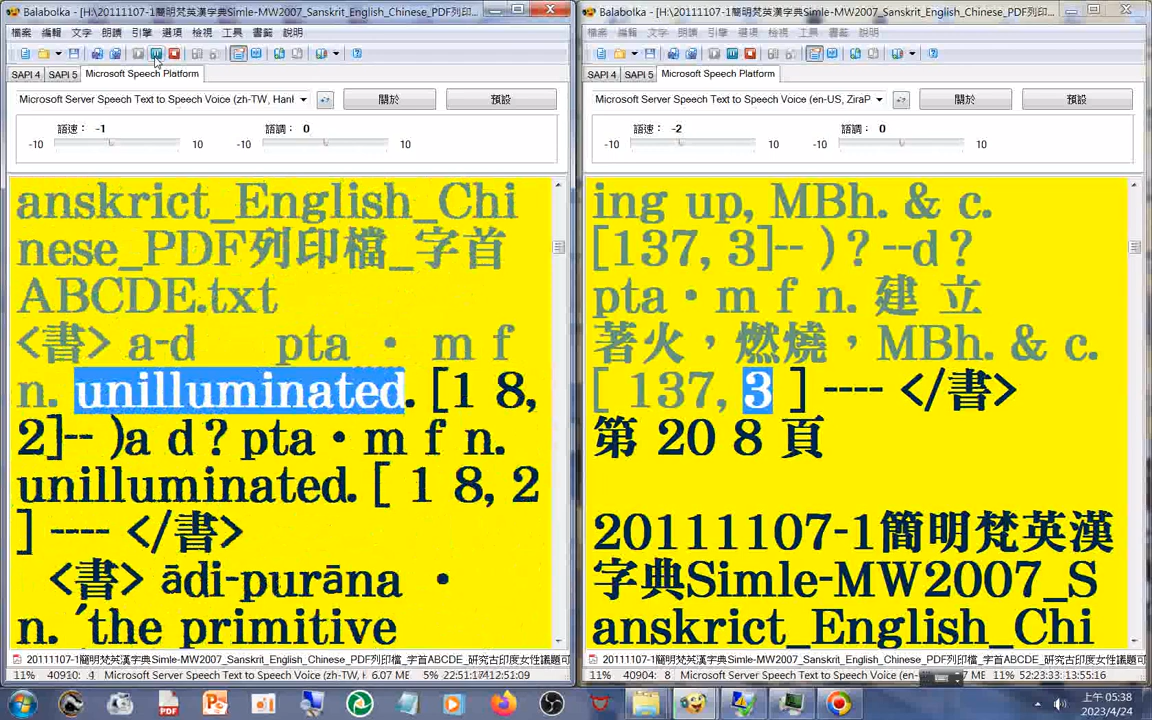 Balabolka - [H:\20111107-1簡明梵英漢字典Simle-MW2007_Sanskrit_English_Chinese_PDF列印...
檔案 編輯 文字 朗讀 引擎 選項 檢視 工具 書籤 說明
SAPI 4 SAPI 5 Microsoft Speech Platform
Microsoft Server Speech Text to Speech Voice (zh-TW, HanH 關於 預設
語速： -1 語調： 0
-10 10 -10 10
anskrict_English_Chi
nese_PDF列印檔_字首
ABCDE.txt
<書> a-d pta • m f
n. unilluminated. [1 8,
2]-- )a d ? pta • m f n.
unilluminated. [ 1 8, 2
] ---- </書>
<書> ādi-purāna •
n. ´the primitive
20111107-1簡明梵英漢字典Simle-MW2007_Sanskrit_English_Chinese_PDF列印檔_字首ABCDE_研究古印度女性議題可
11% 40910: 4 Microsoft Server Speech Text to Speech Voice (zh-TW, H 6.07 ME 5%
Balabolka - [H:\20111107-1簡明梵英漢字典Simle-MW2007_Sanskrit_English_Chinese_PDF列印...
檔案 編輯 文字 朗讀 引擎 選項 檢視 工具 書籤 說明
SAPI 4 SAPI 5 Microsoft Speech Platform
Microsoft Server Speech Text to Speech Voice (en-US, ZiraP 關於 預設
語速： -2 語調： 0
-10 10 -10 10
ing up, MBh. & c.
[137, 3]-- ) ? --d ?
pta • m f n. 建 立
著火，燃燒，MBh. & c.
[ 137, 3 ] ---- </書>
第 20 8 頁
20111107-1簡明梵英漢
字典Simle-MW2007_S
anskrict_English_Chi
20111107-1簡明梵英漢字典Simle-MW2007_Sanskrit_English_Chinese_PDF列印檔_字首ABCDE_研究古印度女性議題可
11% 40904: 8 Microsoft Server Speech Text to Speech Voice (en-u ME 11% 52:23:33:13:55:16
上午 05:38
2023/4/24